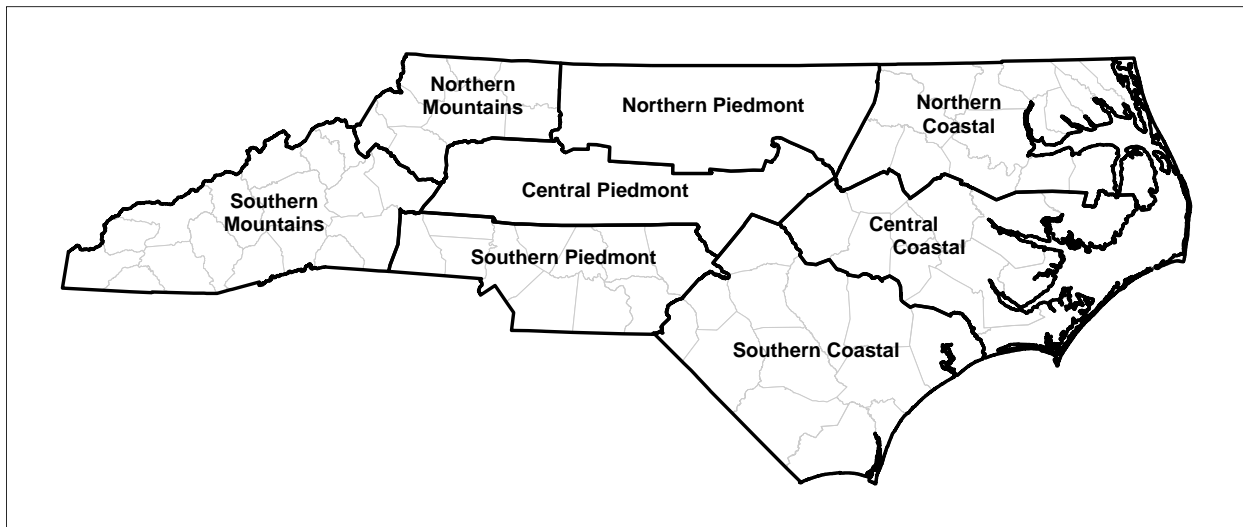 Northern
Mountains
Northern Piedmont
Northern
Coastal
Central Piedmont
Southern
Mountains
Central
Coastal
Southern Piedmont
Southern Coastal